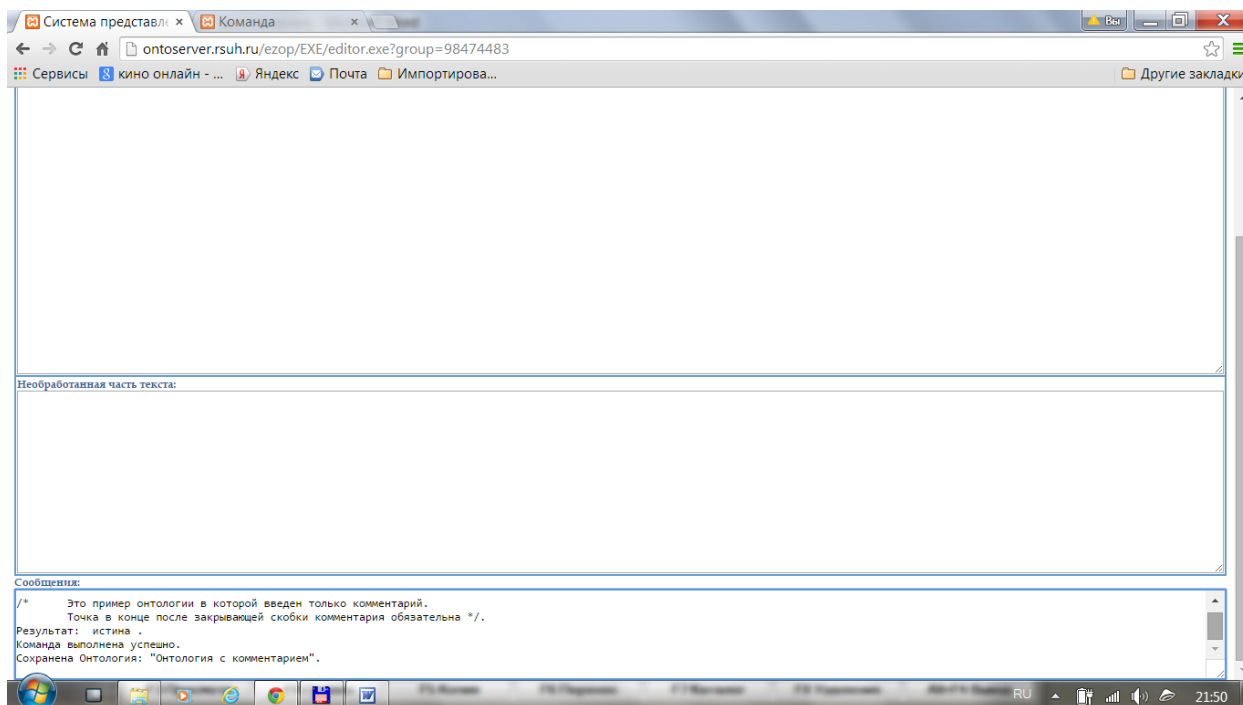 Система представле
Команда
Вы
ontoserver.rsuh.ru/ezop/EXE/editor.exe?group=98474483
Сервисы
кино онлайн - ...
Яндекс
Почта
Импортирова...
Другие закладки
Необработанная часть текста:
Сообщения:
/* Это пример онтологии в которой введен только комментарий.
Точка в конце после закрывающей скобки комментария обязательна */.
Результат: истина .
Команда выполнена успешно.
Сохранена Онтология: "Онтология с комментарием".
RU
21:50